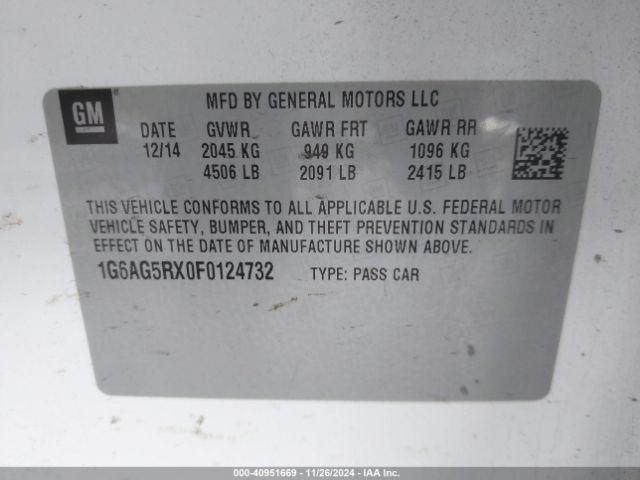 GM
®
MFD BY GENERAL MOTORS LLC
DATE GVWR GAWR FRT GAWR RR
12/14 2045 KG 949 KG 1096 KG
4506 LB 2091 LB 2415 LB
THIS VEHICLE CONFORMS TO ALL APPLICABLE U.S. FEDERAL MOTOR
VEHICLE SAFETY, BUMPER, AND THEFT PREVENTION STANDARDS IN
EFFECT ON THE DATE OF MANUFACTURE SHOWN ABOVE.
1G6AG5RX0F0124732 TYPE: PASS CAR
000-40951669 - 11/26/2024 - IAA Inc.